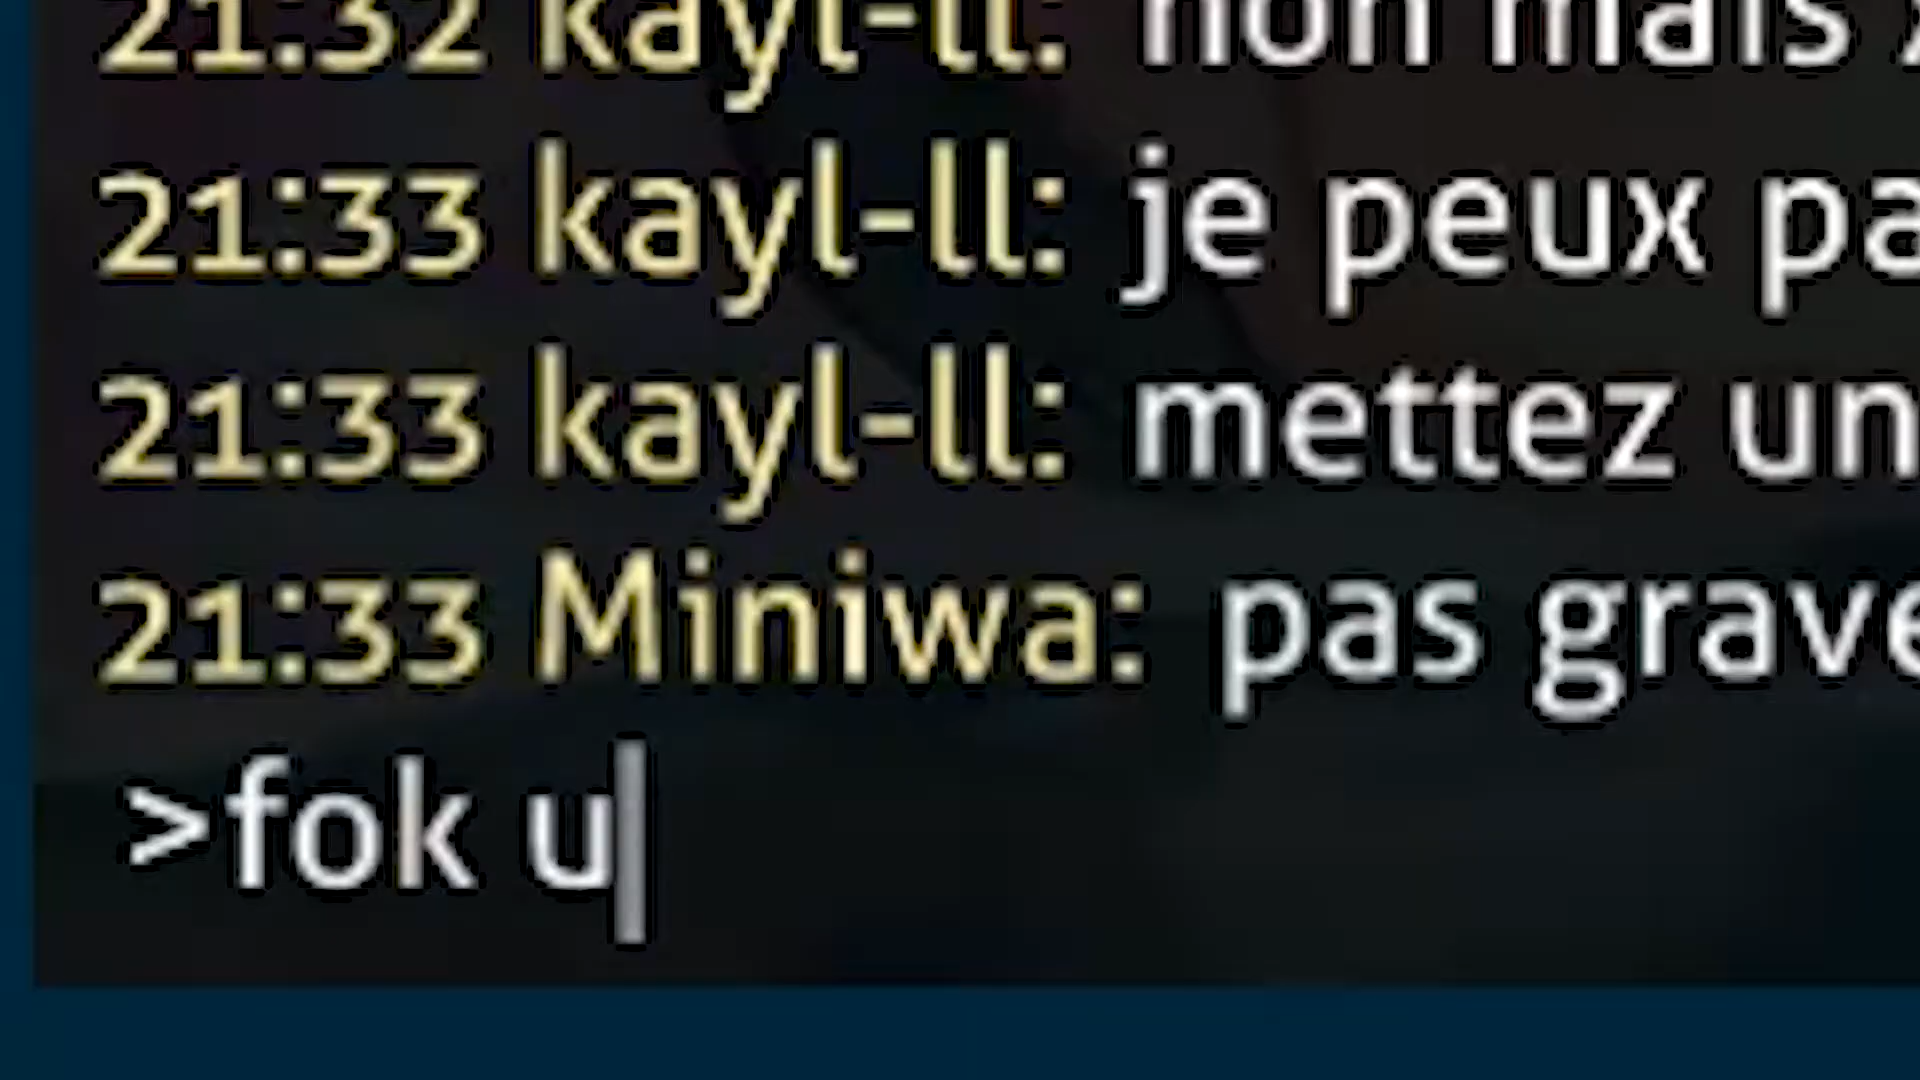 21:32 kayl-ll: non mais
21:33 kayl-ll: je peux pa
21:33 kayl-ll: mettez un
21:33 Miniwa: pas grave
>fok u